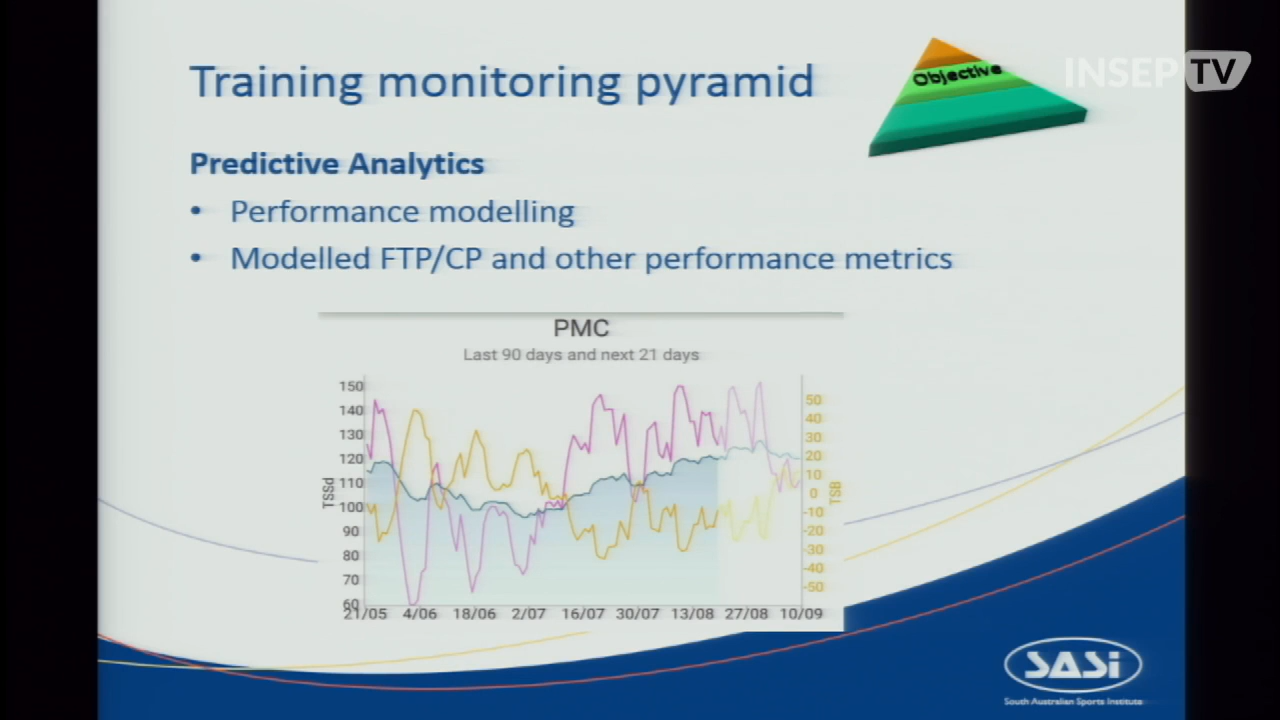 Training monitoring pyramid
Objective
INSEP TV
Predictive Analytics
• Performance modelling
• Modelled FTP/CP and other performance metrics
PMC
Last 90 days and next 21 days
150
140
130
120
110
100
90
80
70
60
TSSd
50
40
30
20
10
0
-10
-20
-30
-40
-50
TSB
21/05 4/06 18/06 2/07 16/07 30/07 13/08 27/08 10/09
SASi
South Australian Sports Institute